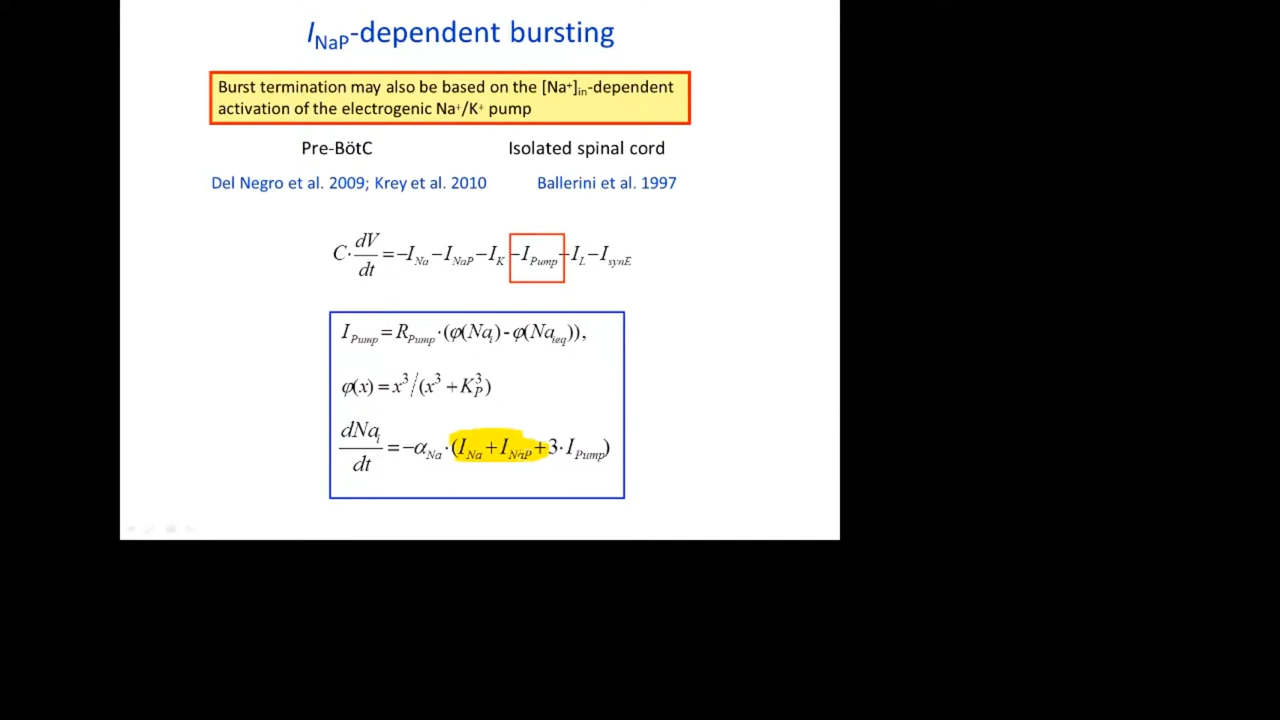 I_NaP-dependent bursting
Burst termination may also be based on the [Na⁺]_in-dependent
activation of the electrogenic Na⁺/K⁺ pump
Pre-BötC Isolated spinal cord
Del Negro et al. 2009; Krey et al. 2010 Ballerini et al. 1997
C·dV/dt = −I_Na − I_NaP − I_K − I_Pump − I_L − I_synE
I_Pump = R_Pump·(φ(Na_i) - φ(Na_ieq)),
φ(x) = x³/(x³ + K_P³)
dNa_i/dt = −α_Na·(I_Na + I_NaP + 3·I_Pump)